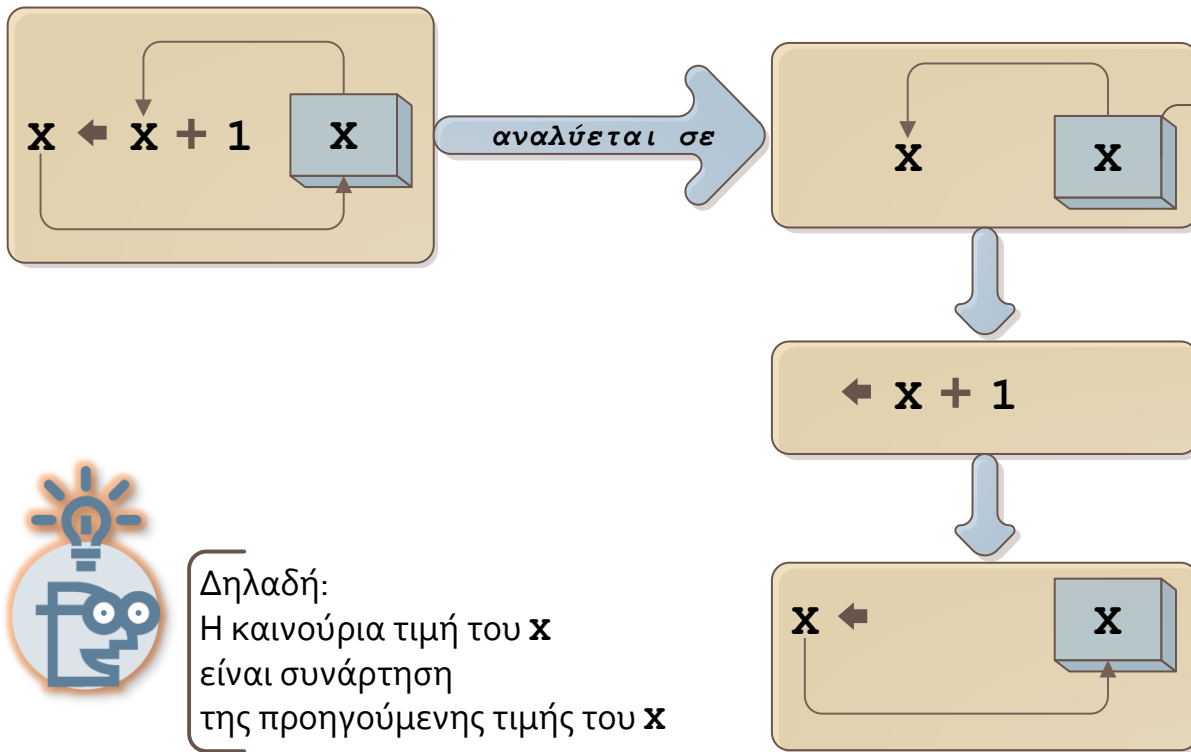 x ← x + 1
x
αναλύεται σε
x
x
← x + 1
x ←
x
Δηλαδή:
Η καινούρια τιμή του x
είναι συνάρτηση
της προηγούμενης τιμής του x